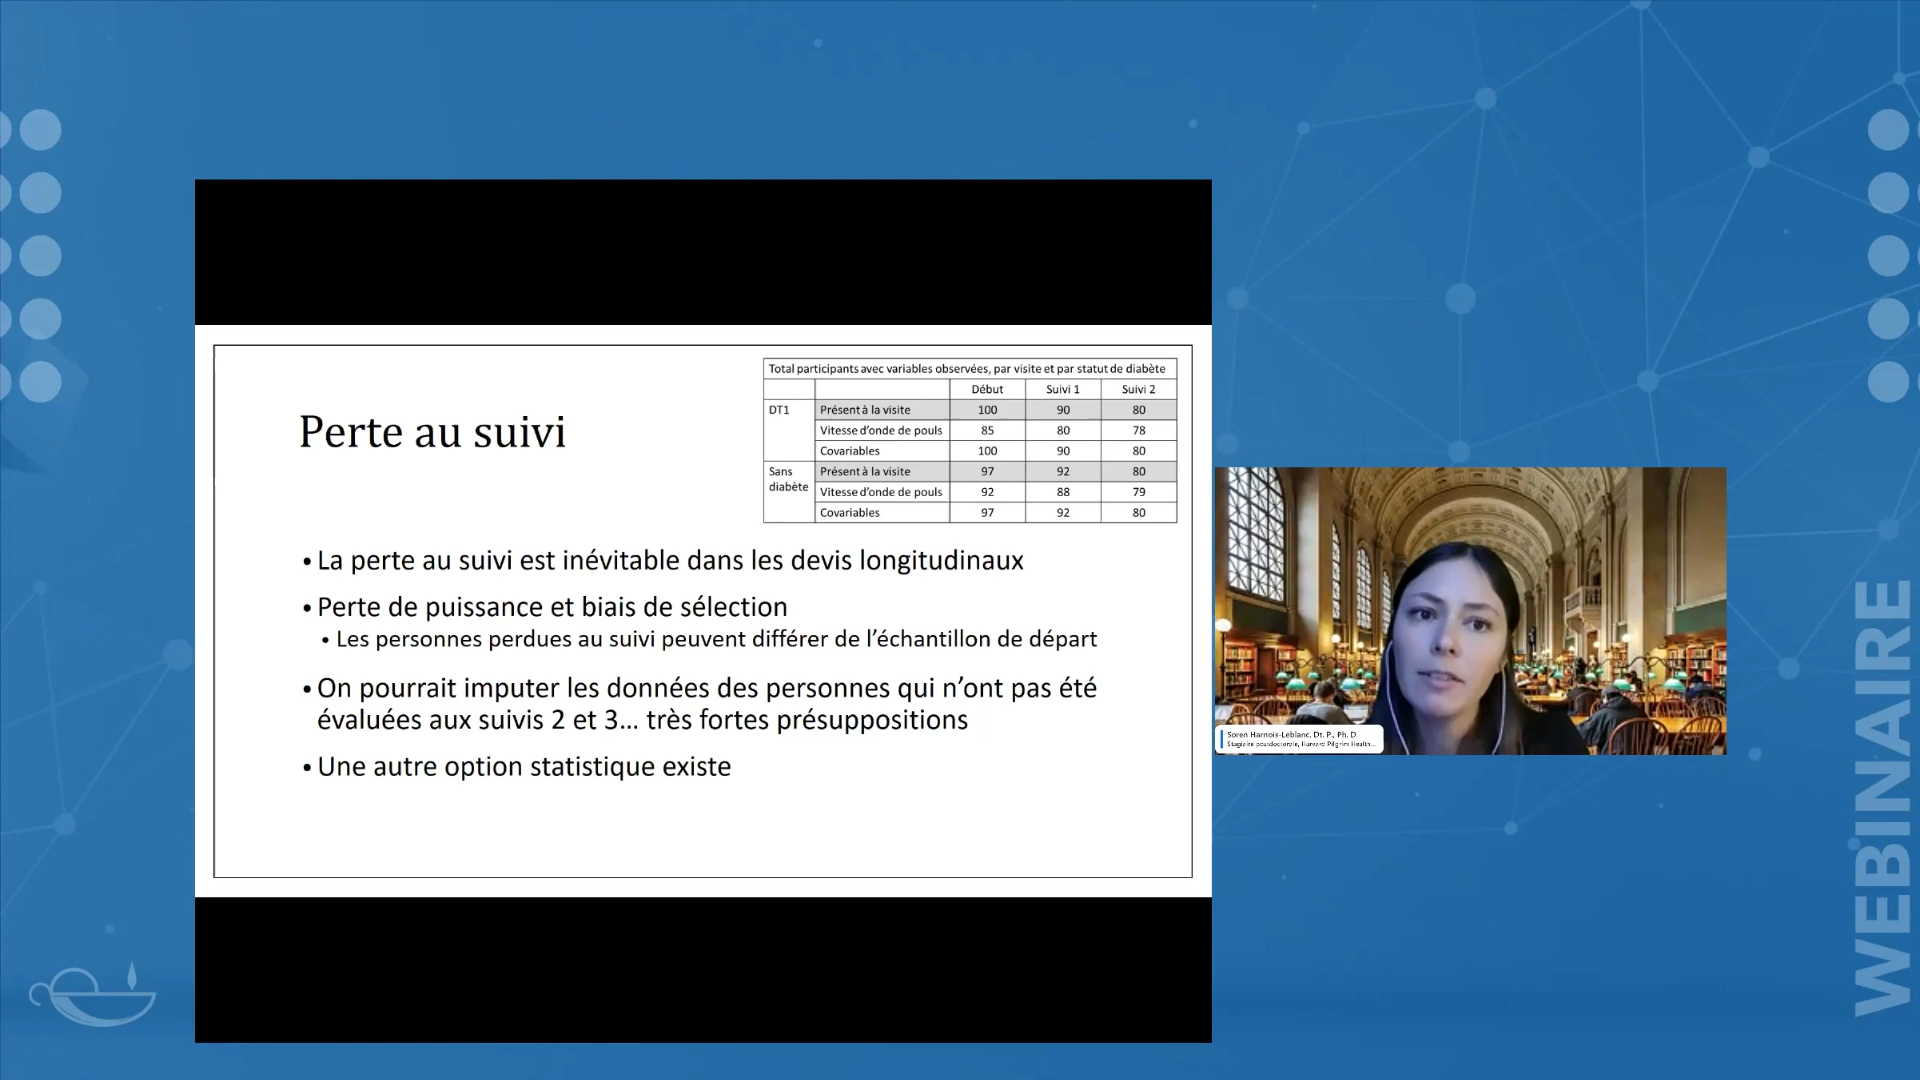 Total participants avec variables observées, par visite et par statut de diabète
Début Suivi 1 Suivi 2
DT1 Présent à la visite 100 90 80
Vitesse d’onde de pouls 85 80 78
Covariables 100 90 80
Sans diabète Présent à la visite 97 92 80
Vitesse d’onde de pouls 92 88 79
Covariables 97 92 80
Perte au suivi
• La perte au suivi est inévitable dans les devis longitudinaux
• Perte de puissance et biais de sélection
• Les personnes perdues au suivi peuvent différer de l’échantillon de départ
• On pourrait imputer les données des personnes qui n’ont pas été
évaluées aux suivis 2 et 3... très fortes présuppositions
• Une autre option statistique existe
Soren Harnois-Leblanc, Dt. P., Ph. D.
Stagiaire postdoctorale, Harvard Pilgrim Health...
WEBINAIRE